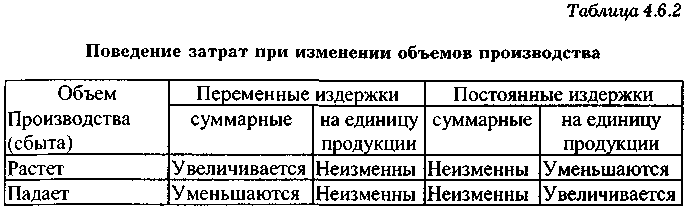 Таблица 4.6.2
Поведение затрат при изменении объемов производства
Объем Переменные издержки Постоянные издержки
Производства суммарные на единицу суммарные на единицу
(сбыта) продукции продукции
Растет Увеличивается Неизменны Неизменны Уменьшаются
Падает Уменьшаются Неизменны Неизменны Увеличивается